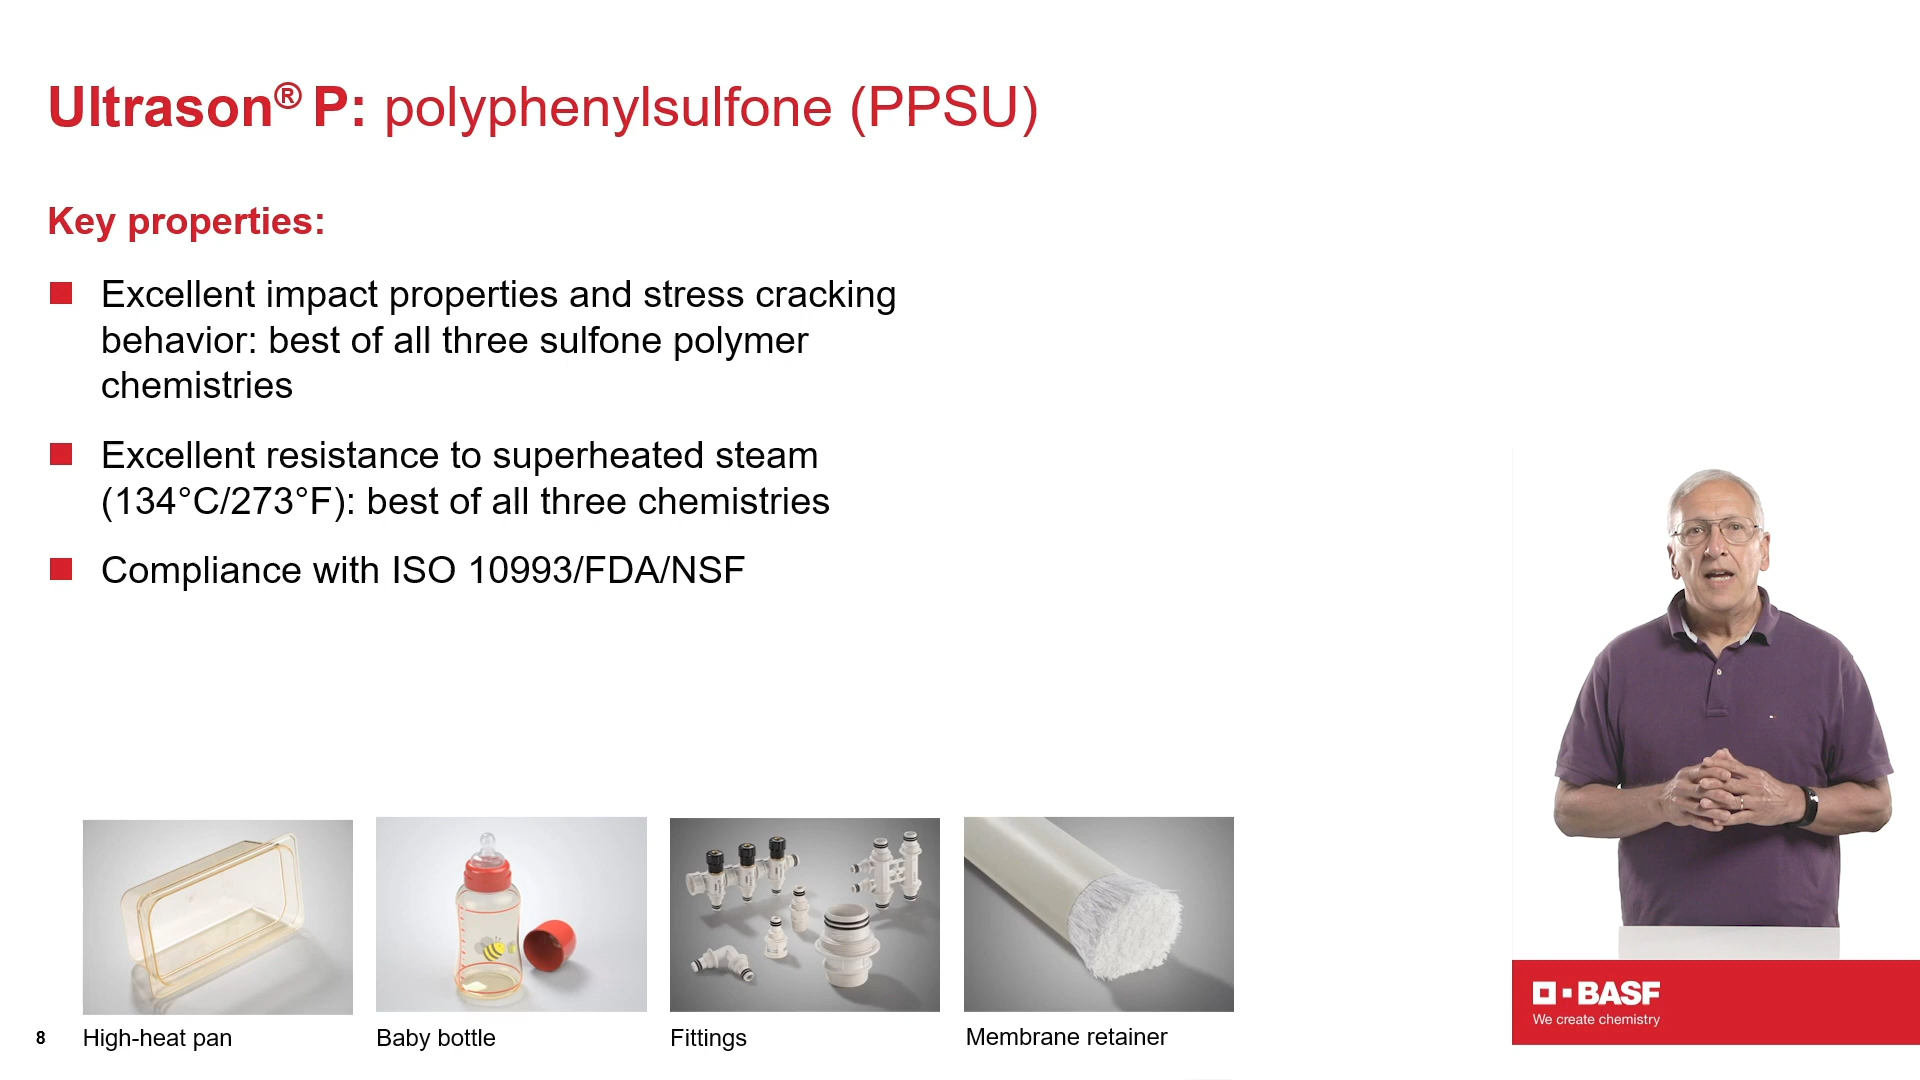 Ultrason® P: polyphenylsulfone (PPSU)
Key properties:
Excellent impact properties and stress cracking
behavior: best of all three sulfone polymer
chemistries
Excellent resistance to superheated steam
(134°C/273°F): best of all three chemistries
Compliance with ISO 10993/FDA/NSF
8
High-heat pan
Baby bottle
Fittings
Membrane retainer
BASF
We create chemistry